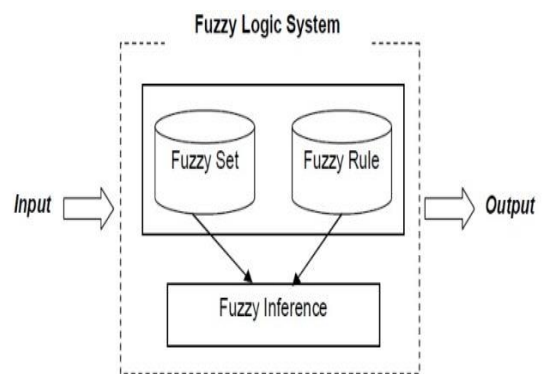 Fuzzy Logic System
Fuzzy Set
Fuzzy Rule
Input
Output
Fuzzy Inference